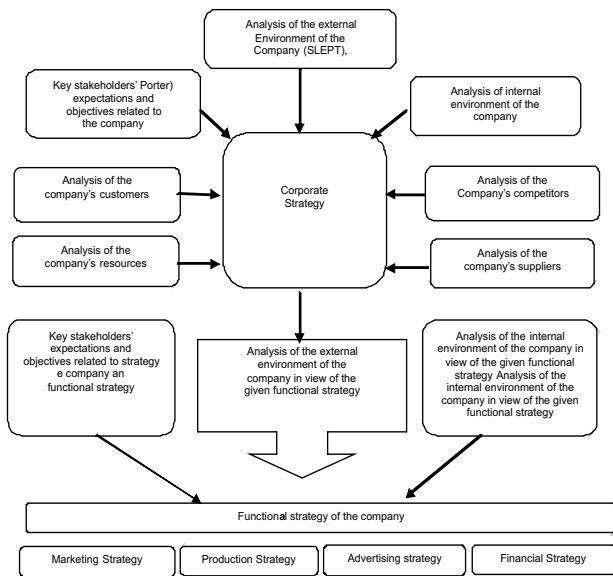 Analysis of the external
Environment of the
Company (SLEPT),
Key stakeholders' Porter)
expectations and
objectives related to
the company
Analysis of internal
environment of the
company
Analysis of the
company's customers
Corporate
Strategy
Analysis of the
Company's competitors
Analysis of the
company's resources
Analysis of the
company's suppliers
Key stakeholders'
expectations and
objectives related to strategy
e company an
functional strategy
Analysis of the external
environment of the
company in view of the
given functional strategy
Analysis of the internal
environment of the company in
view of the given functional
strategy Analysis of the
internal environment of the
company in view of the given
functional strategy
Functional strategy of the company
Marketing Strategy
Production Strategy
Advertising strategy
Financial Strategy